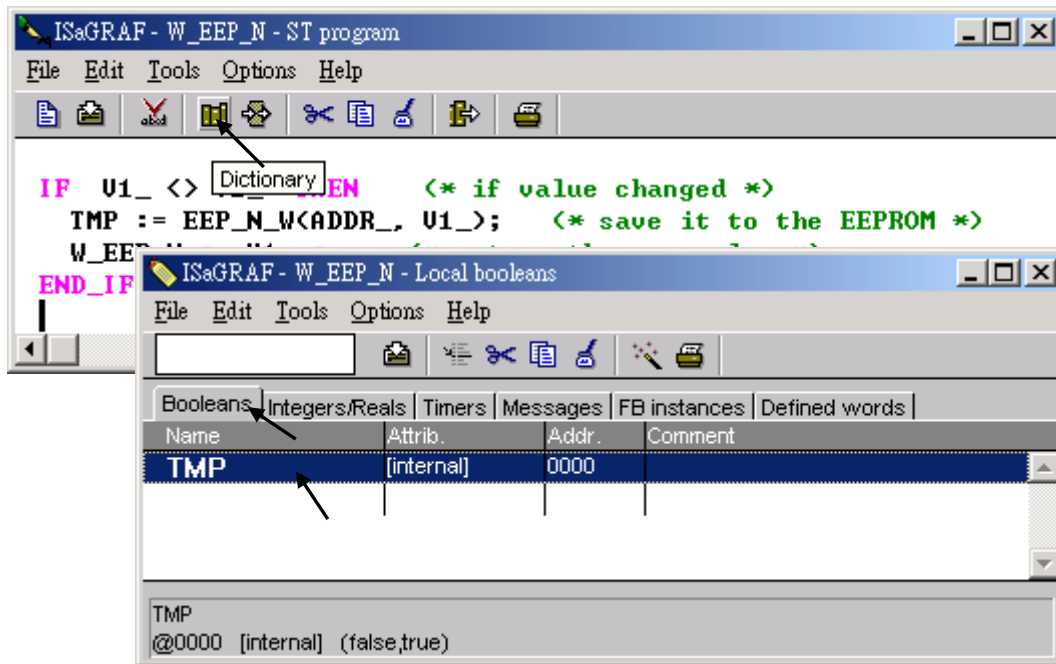 ISaGRAF - W_EEP_N - ST program
File Edit Tools Options Help
Dictionary
IF V1_ <> (* if value changed *)
TMP := EEP_N_W(ADDR_, V1_); (* save it to the EEPROM *)
END_IF
ISaGRAF - W_EEP_N - Local booleans
File Edit Tools Options Help
Booleans Integers/Reals Timers Messages FB instances Defined words
Name Attrib. Addr. Comment
TMP [internal] 0000
TMP
@0000 [internal] (false,true)